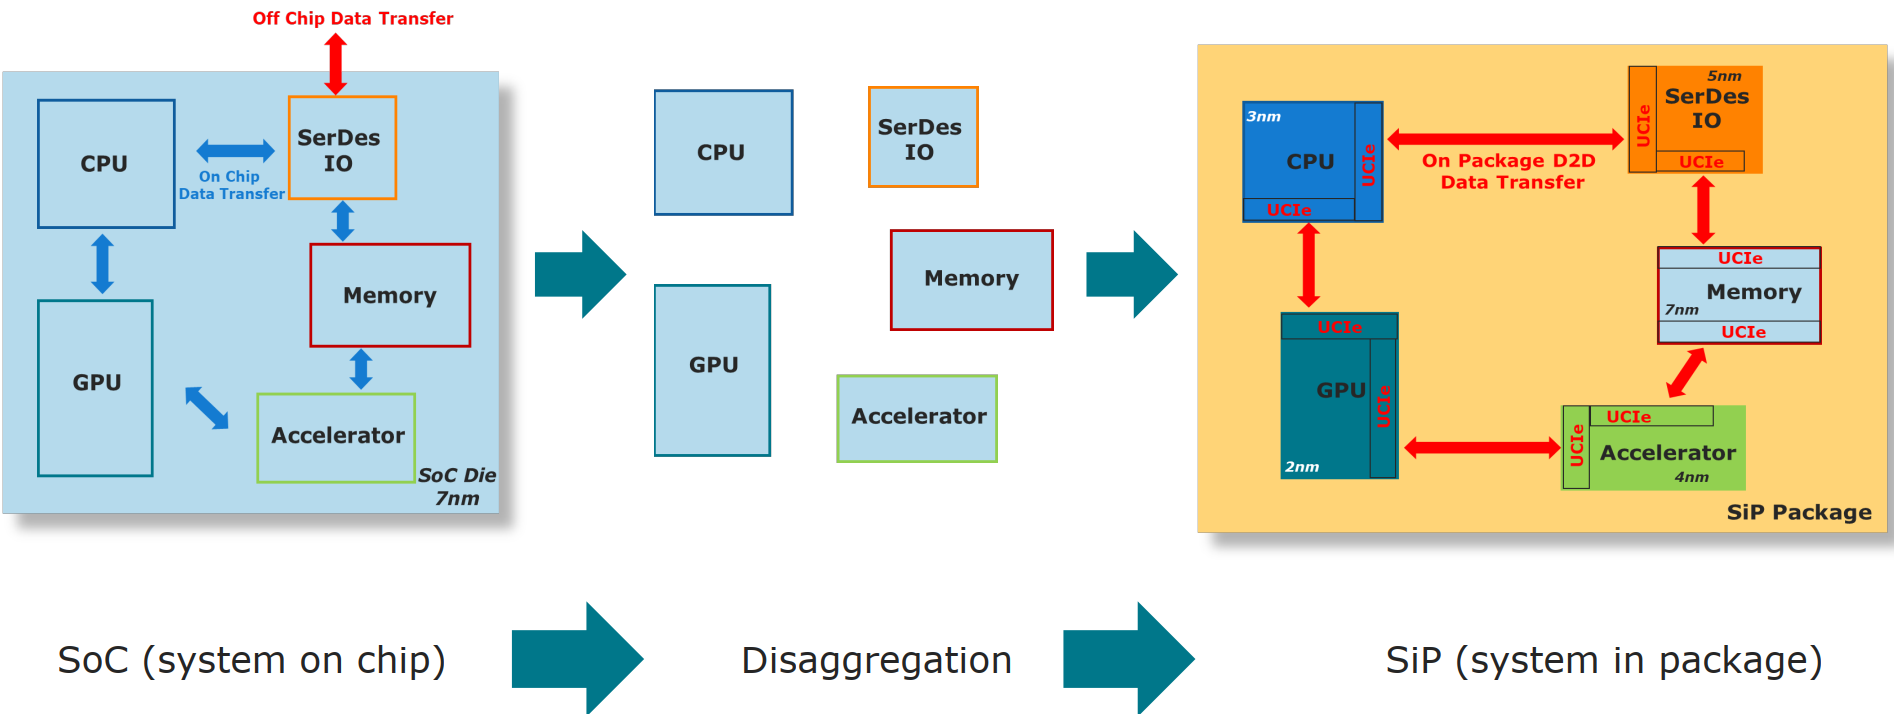 Off Chip Data Transfer
CPU
SerDes
IO
On Chip
Data Transfer
Memory
GPU
Accelerator
SoC Die
7nm
CPU
SerDes
IO
Memory
GPU
Accelerator
3nm
CPU
UCIe
UCIe
On Package D2D
Data Transfer
5nm
SerDes
IO
UCIe
UCIe
UCIe
Memory
7nm
UCIe
UCIe
GPU
UCIe
2nm
UCIe
UCIe
Accelerator
4nm
SiP Package
SoC (system on chip)
Disaggregation
SiP (system in package)